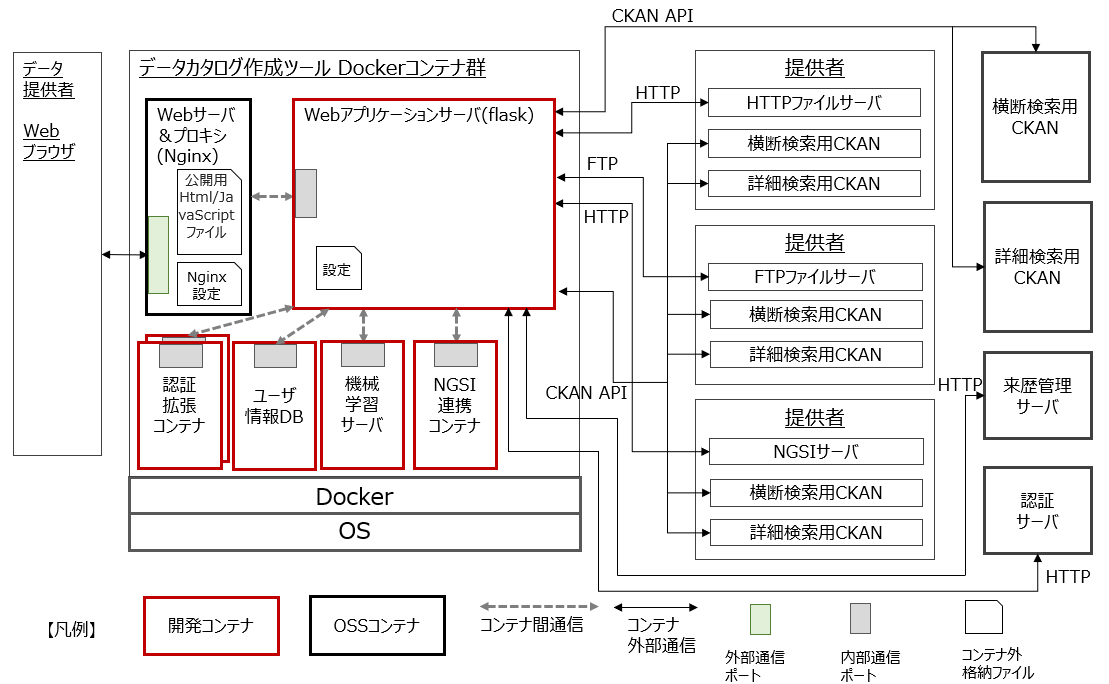 CKAN API
データ
提供者
Web
ブラウザ
データカタログ作成ツール Dockerコンテナ群
Webサーバ
＆プロキシ
(Nginx)
公開用
Html/Ja
vaScript
ファイル
Nginx
設定
Webアプリケーションサーバ(flask)
設定
認証
拡張
コンテナ
ユーザ
情報DB
機械
学習
サーバ
NGSI
連携
コンテナ
Docker
OS
HTTP
FTP
HTTP
CKAN API
提供者
HTTPファイルサーバ
横断検索用CKAN
詳細検索用CKAN
提供者
FTPファイルサーバ
横断検索用CKAN
詳細検索用CKAN
提供者
NGSIサーバ
横断検索用CKAN
詳細検索用CKAN
横断検索用
CKAN
詳細検索用
CKAN
HTTP
来歴管理
サーバ
認証
サーバ
HTTP
【凡例】
開発コンテナ
OSSコンテナ
コンテナ間通信
コンテナ
外部通信
外部通信
ポート
内部通信
ポート
コンテナ外
格納ファイル